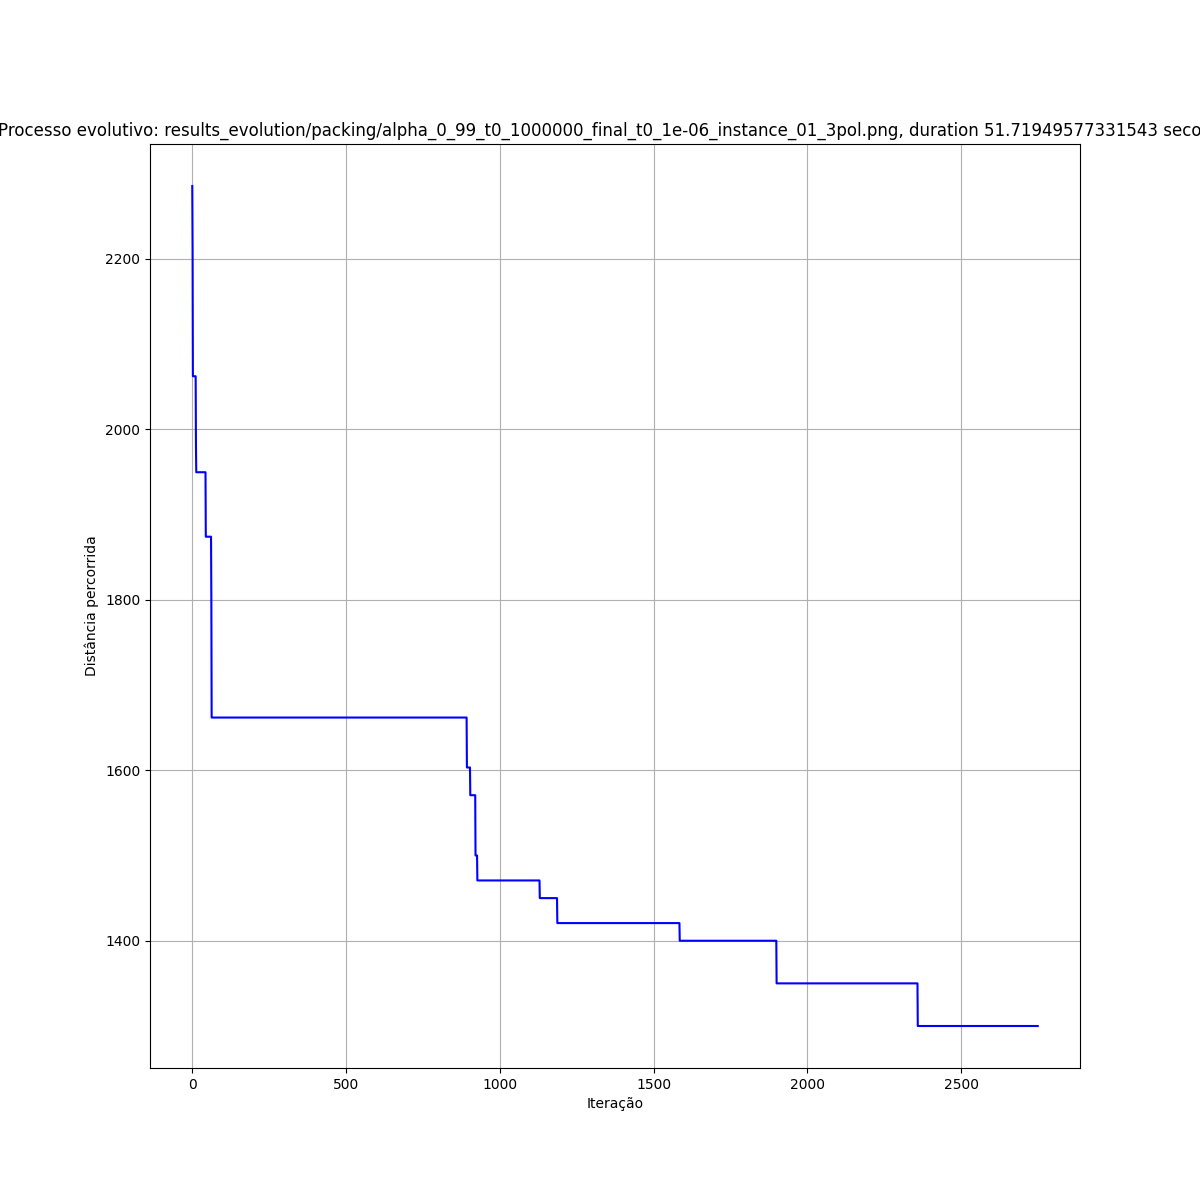 Processo evolutivo: results_evolution/packing/alpha_0_99_t0_1000000_final_t0_1e-06_instance_01_3pol.png, duration 51.71949577331543 seco
2200
2000
1800
1600
1400
Distância percorrida
0 500 1000 1500 2000 2500
Iteração